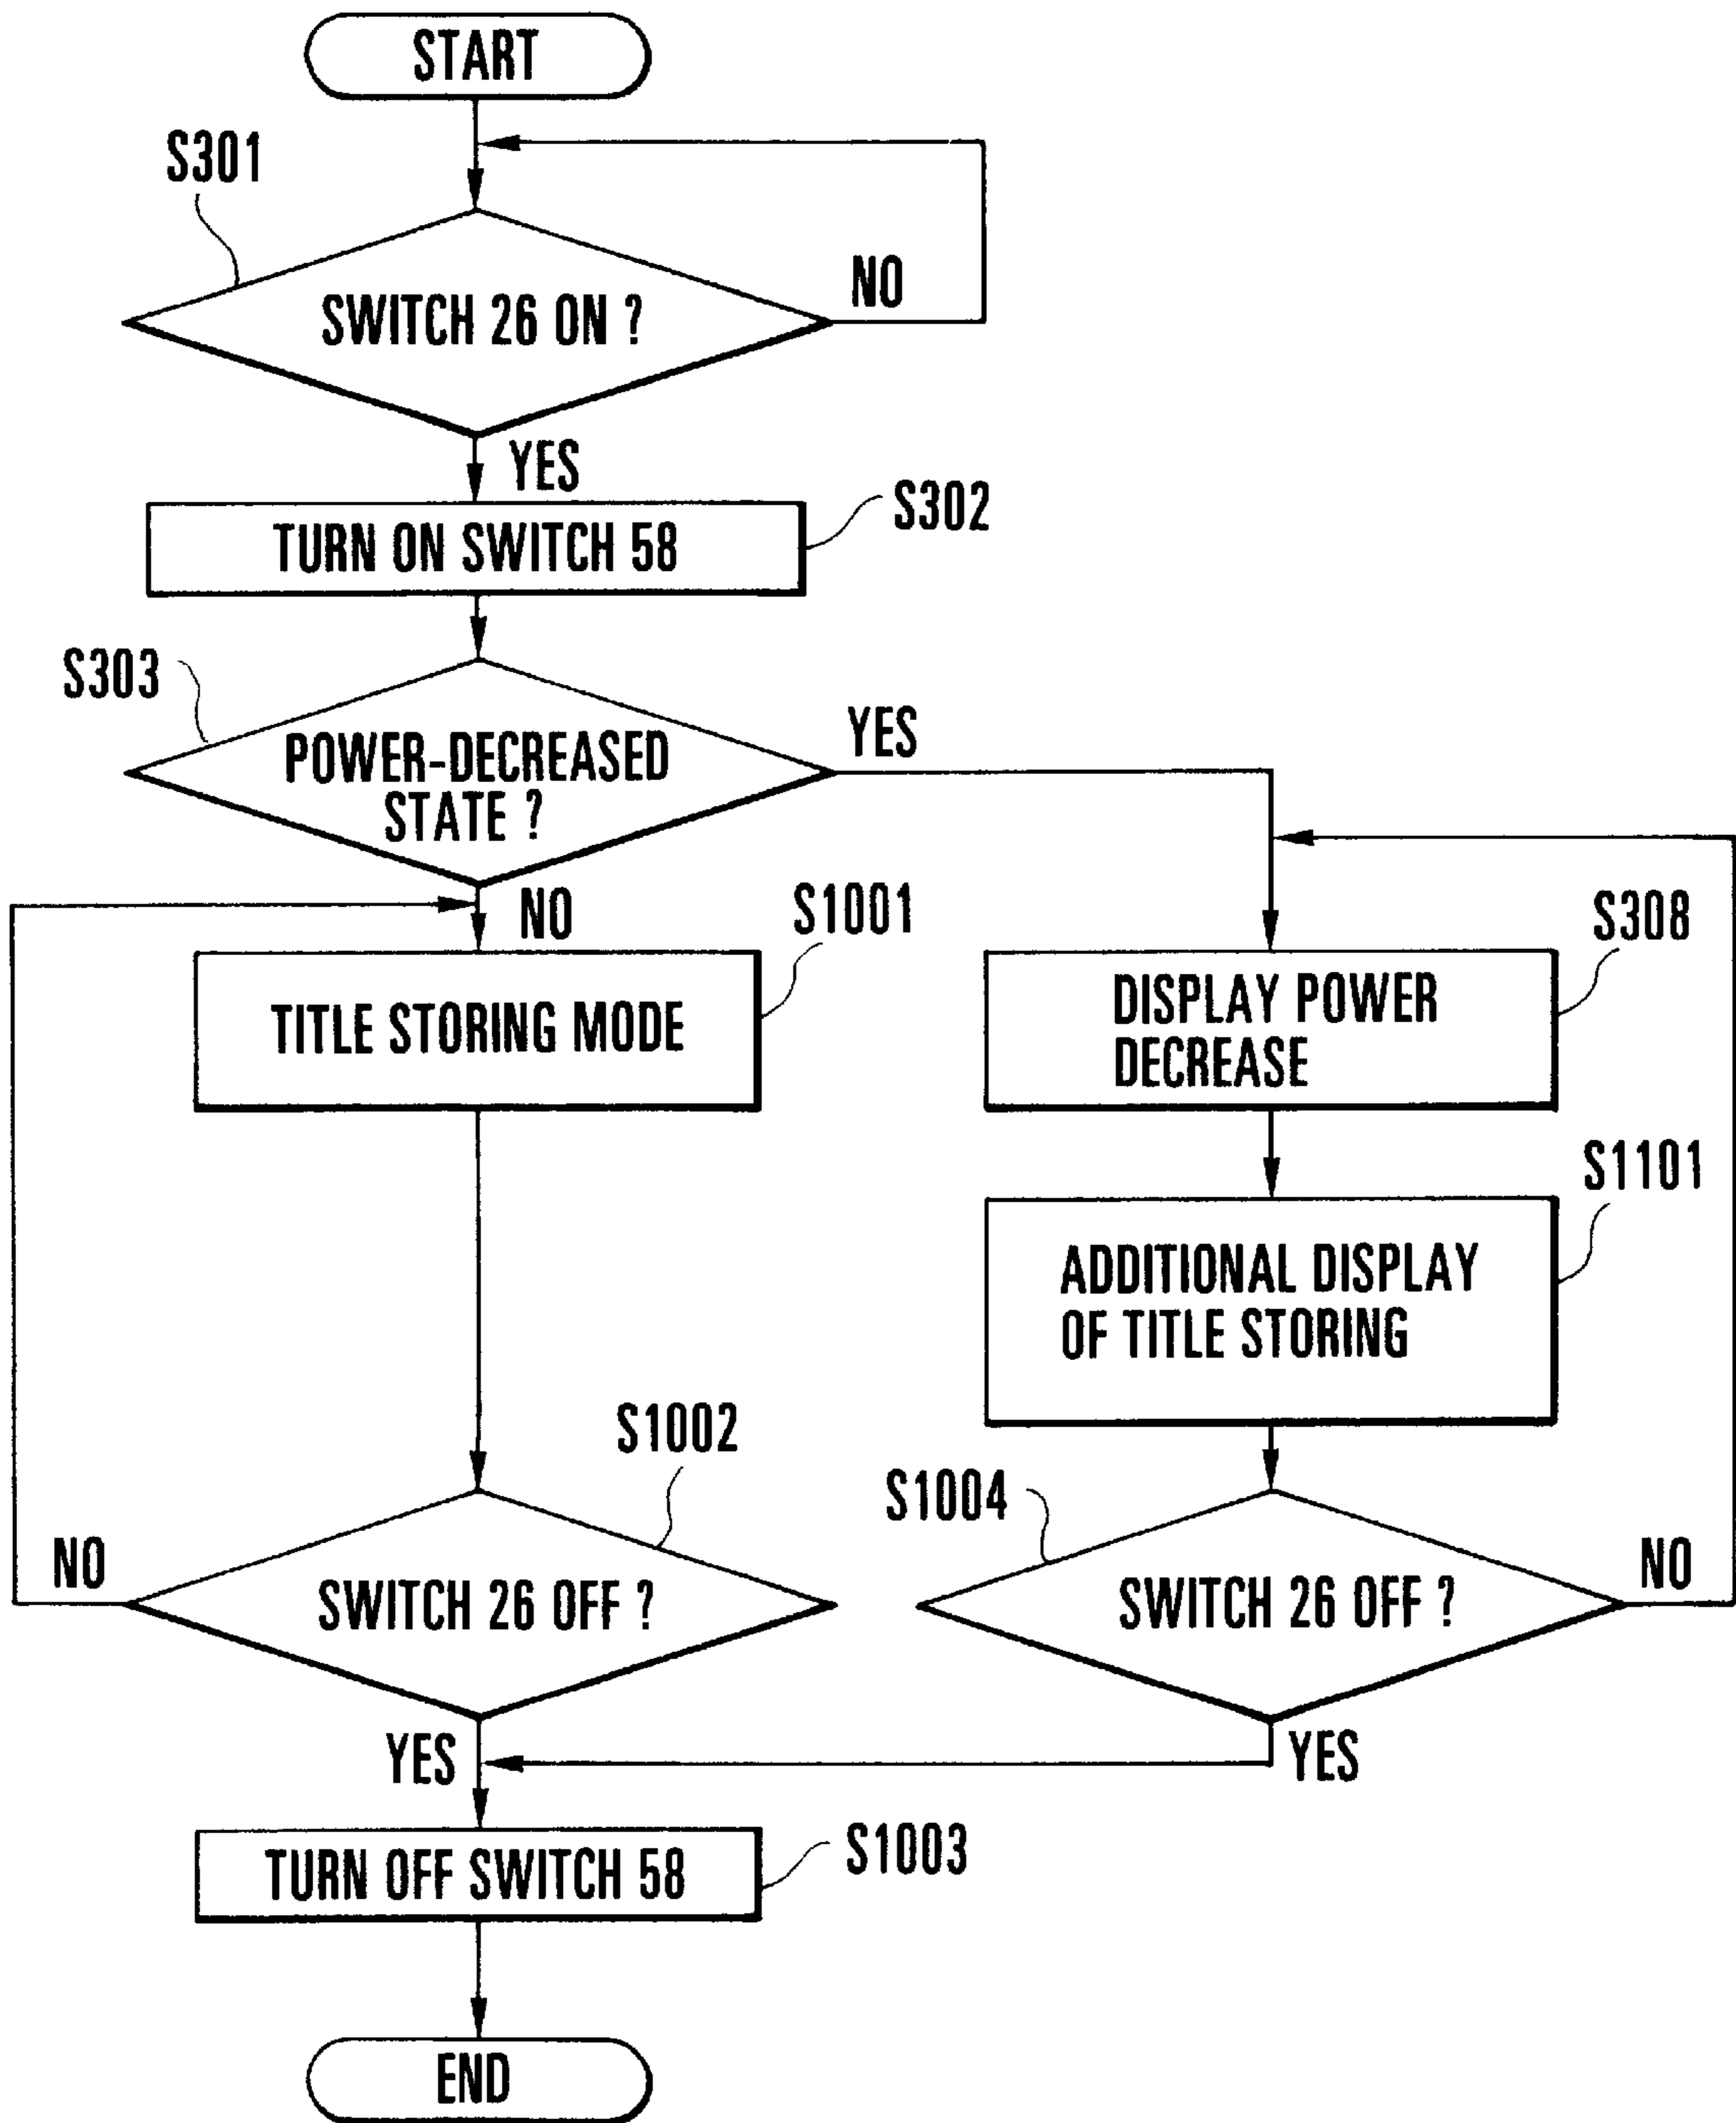 START
S301
SWITCH 26 ON ?
NO
YES
TURN ON SWITCH 58
S302
S303
POWER-DECREASED
STATE ?
YES
NO
S1001
TITLE STORING MODE
S308
DISPLAY POWER
DECREASE
S1101
ADDITIONAL DISPLAY
OF TITLE STORING
S1002
SWITCH 26 OFF ?
NO
S1004
SWITCH 26 OFF ?
NO
YES
YES
TURN OFF SWITCH 58
S1003
END